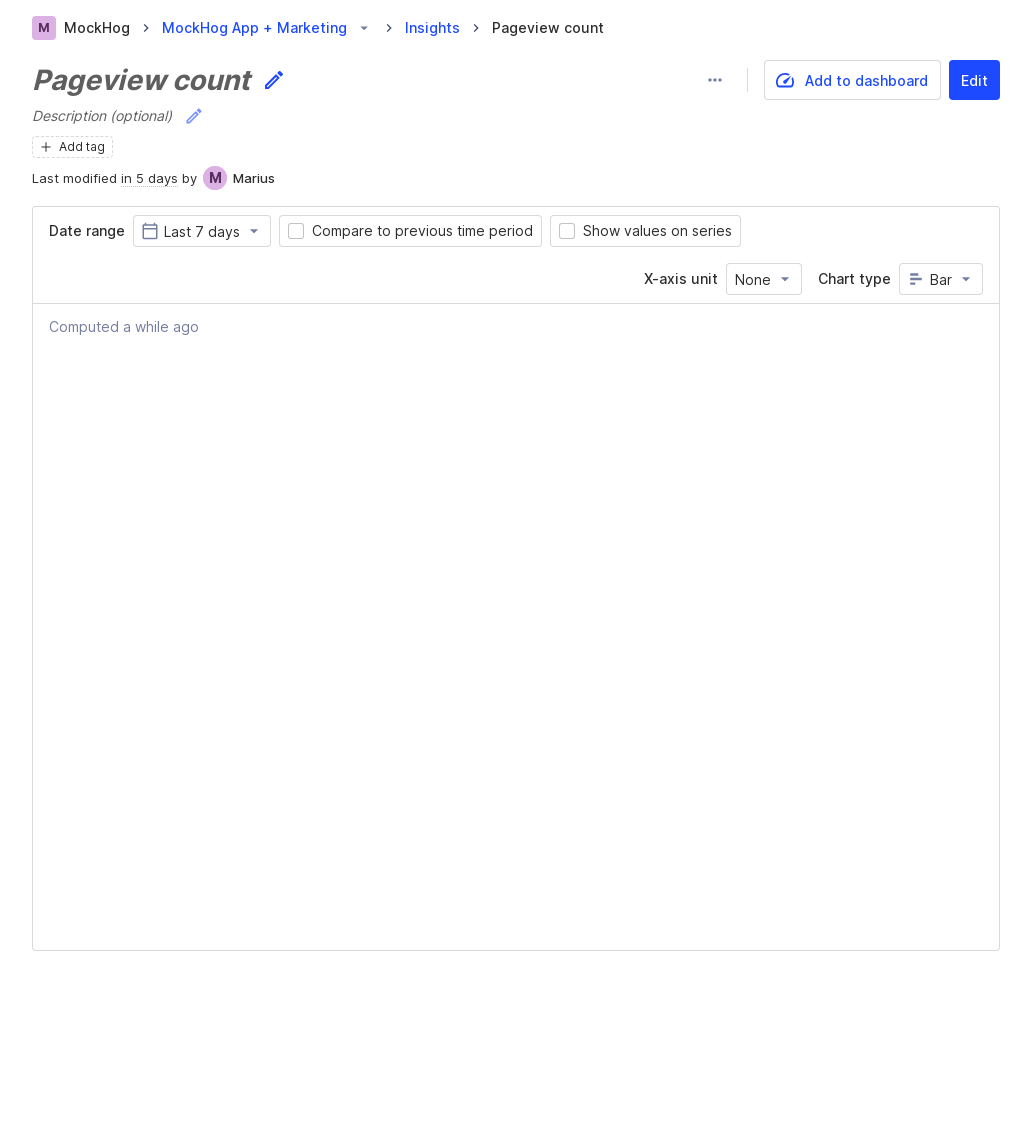 M MockHog > MockHog App + Marketing > Insights > Pageview count
Pageview count
Add to dashboard
Edit
Description (optional)
Add tag
Last modified in 5 days by M Marius
Date range Last 7 days Compare to previous time period Show values on series
X-axis unit None Chart type Bar
Computed a while ago